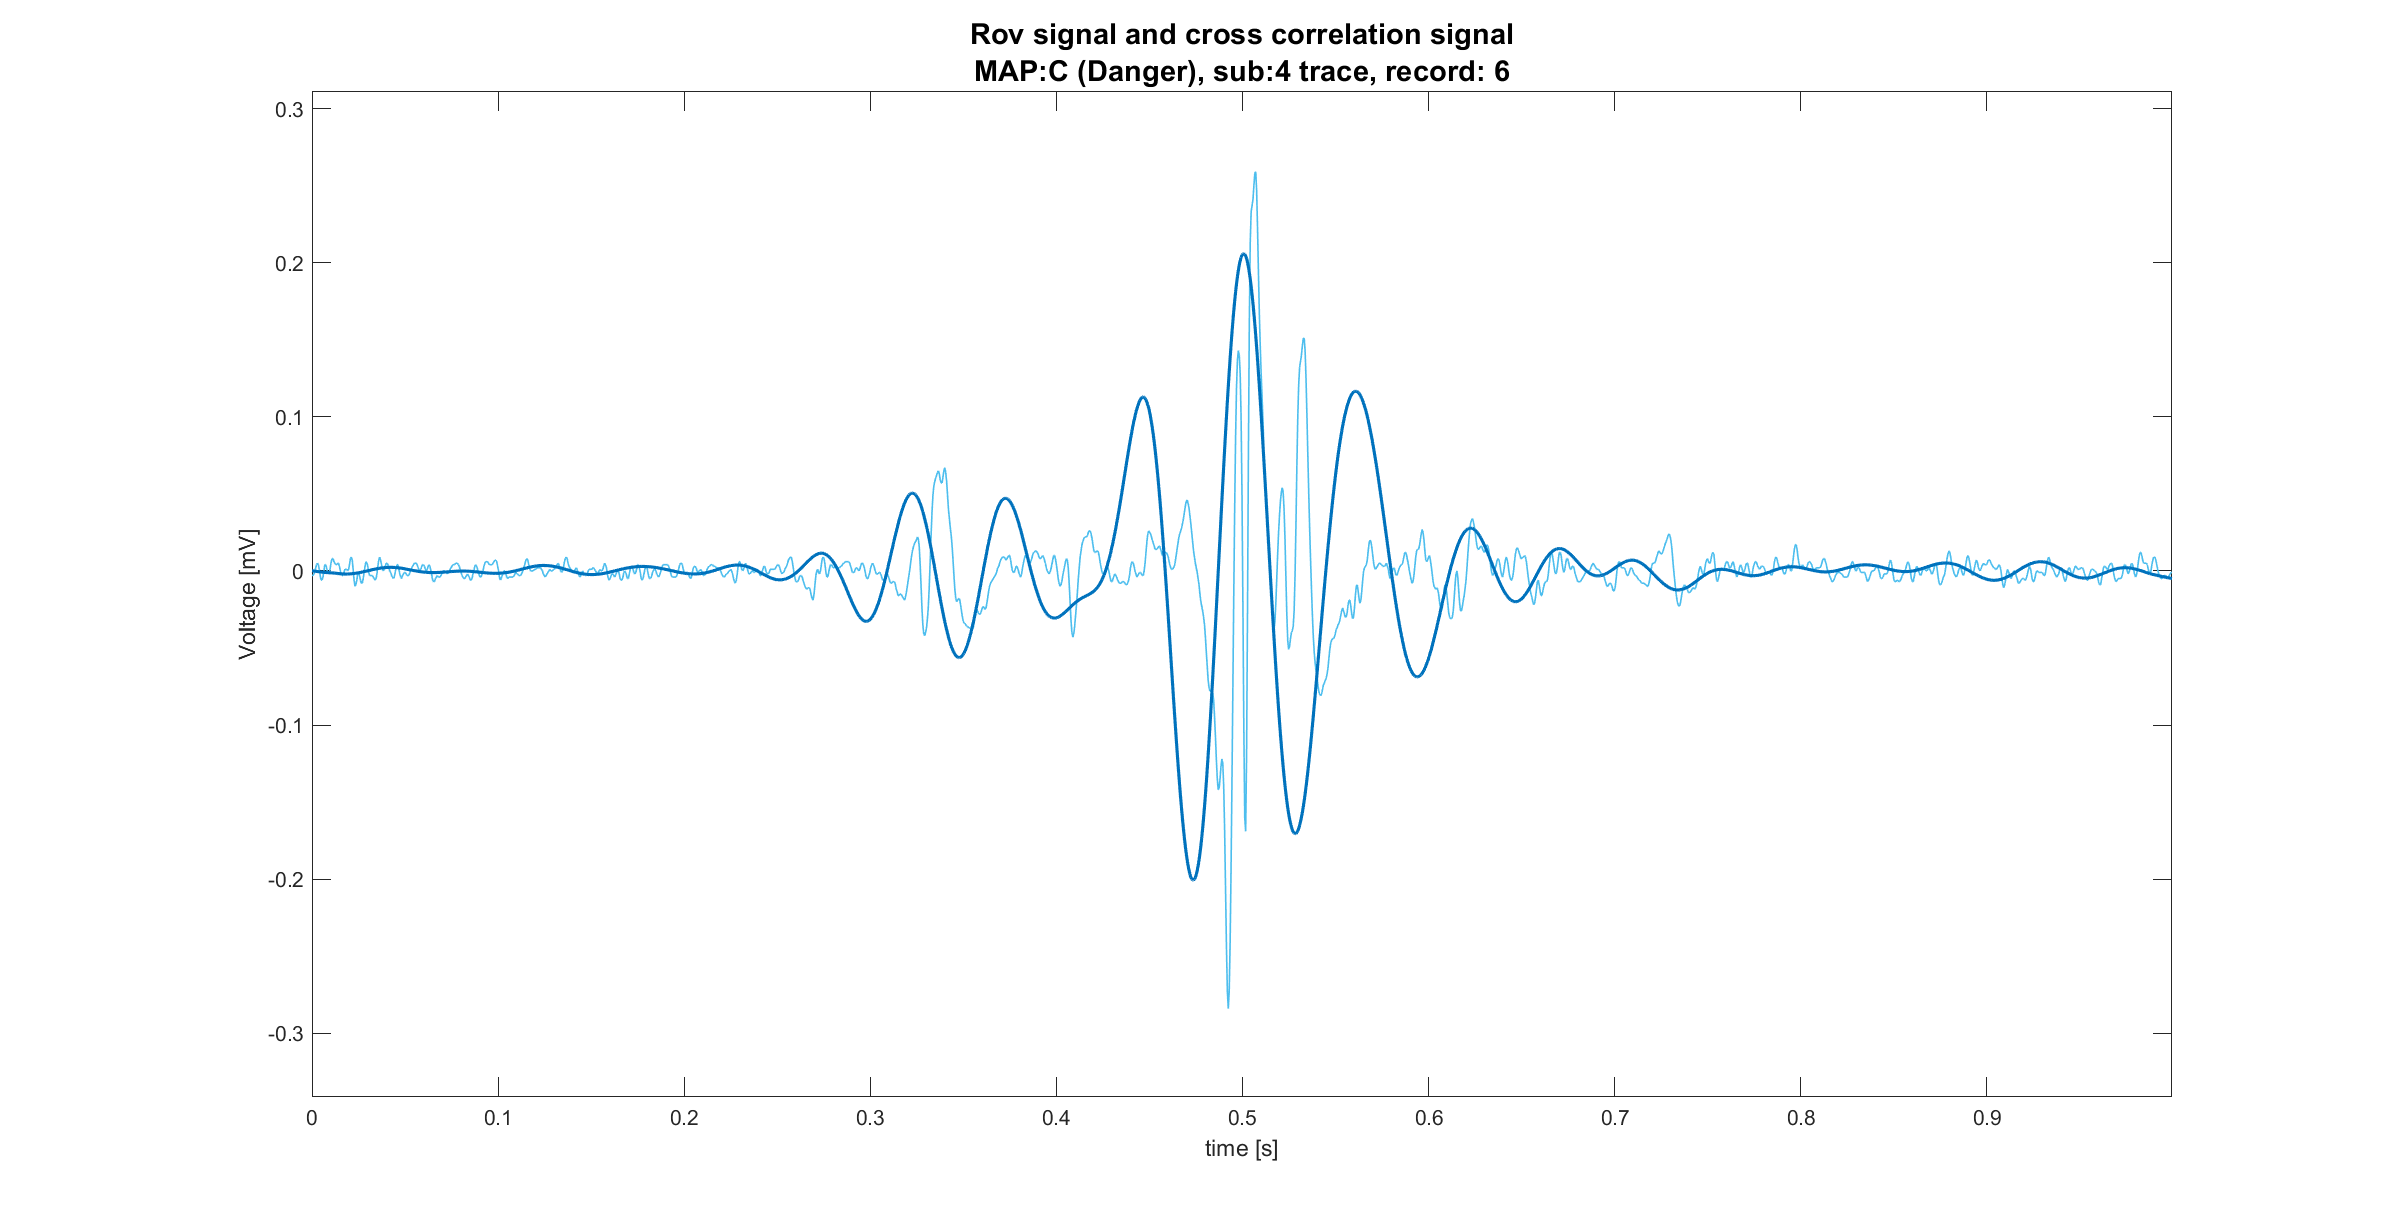 Rov signal and cross correlation signal
MAP:C (Danger), sub:4 trace, record: 6
0.3
0.2
0.1
0
-0.1
-0.2
-0.3
Voltage [mV]
0 0.1 0.2 0.3 0.4 0.5 0.6 0.7 0.8 0.9
time [s]